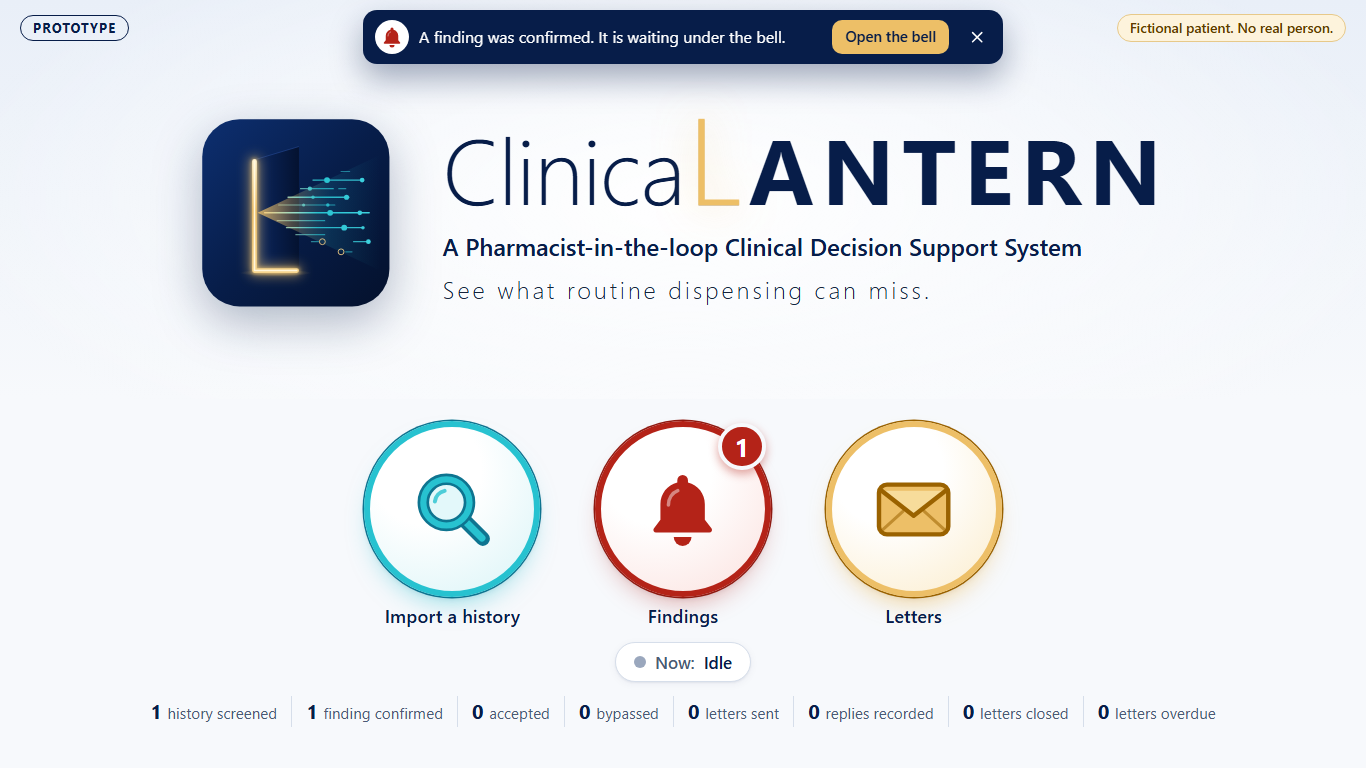 PROTOTYPE
A finding was confirmed. It is waiting under the bell.
Open the bell
Fictional patient. No real person.
L
ClinicaLANTERN
A Pharmacist-in-the-loop Clinical Decision Support System
See what routine dispensing can miss.
1
Import a history
Findings
Letters
Now: Idle
1 history screened
1 finding confirmed
0 accepted
0 bypassed
0 letters sent
0 replies recorded
0 letters closed
0 letters overdue